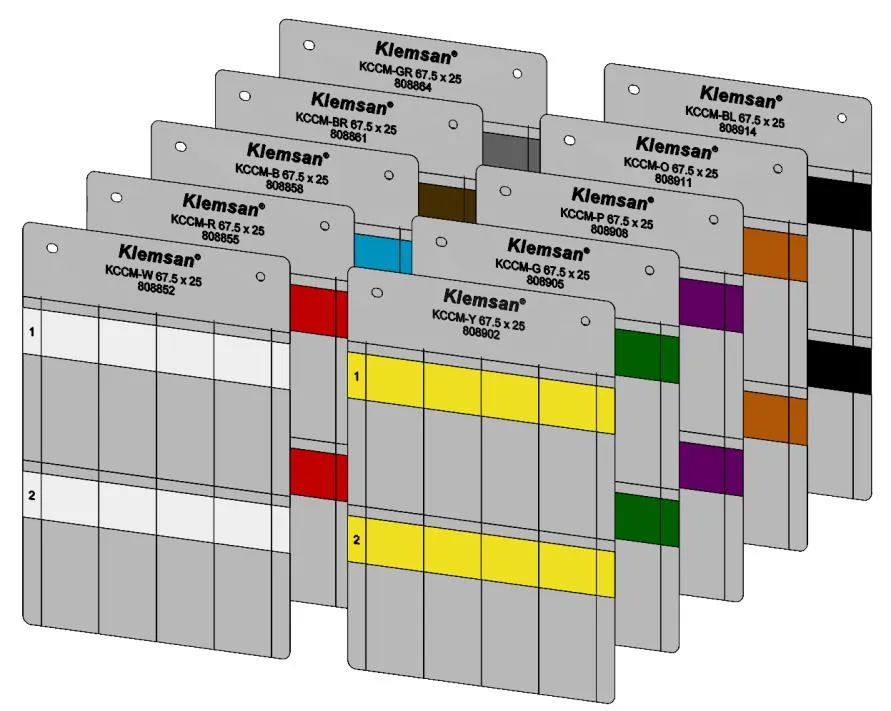 Klemsan®
KCCM-GR 67.5 x 25
808864
Klemsan®
KCCM-BR 67.5 x 25
808861
Klemsan®
KCCM-B 67.5 x 25
808858
Klemsan®
KCCM-R 67.5 x 25
808855
Klemsan®
KCCM-W 67.5 x 25
808852
1
2
Klemsan®
KCCM-BL 67.5 x 25
808914
Klemsan®
KCCM-O 67.5 x 25
808911
Klemsan®
KCCM-P 67.5 x 25
808908
Klemsan®
KCCM-G 67.5 x 25
808905
Klemsan®
KCCM-Y 67.5 x 25
808902
1
2